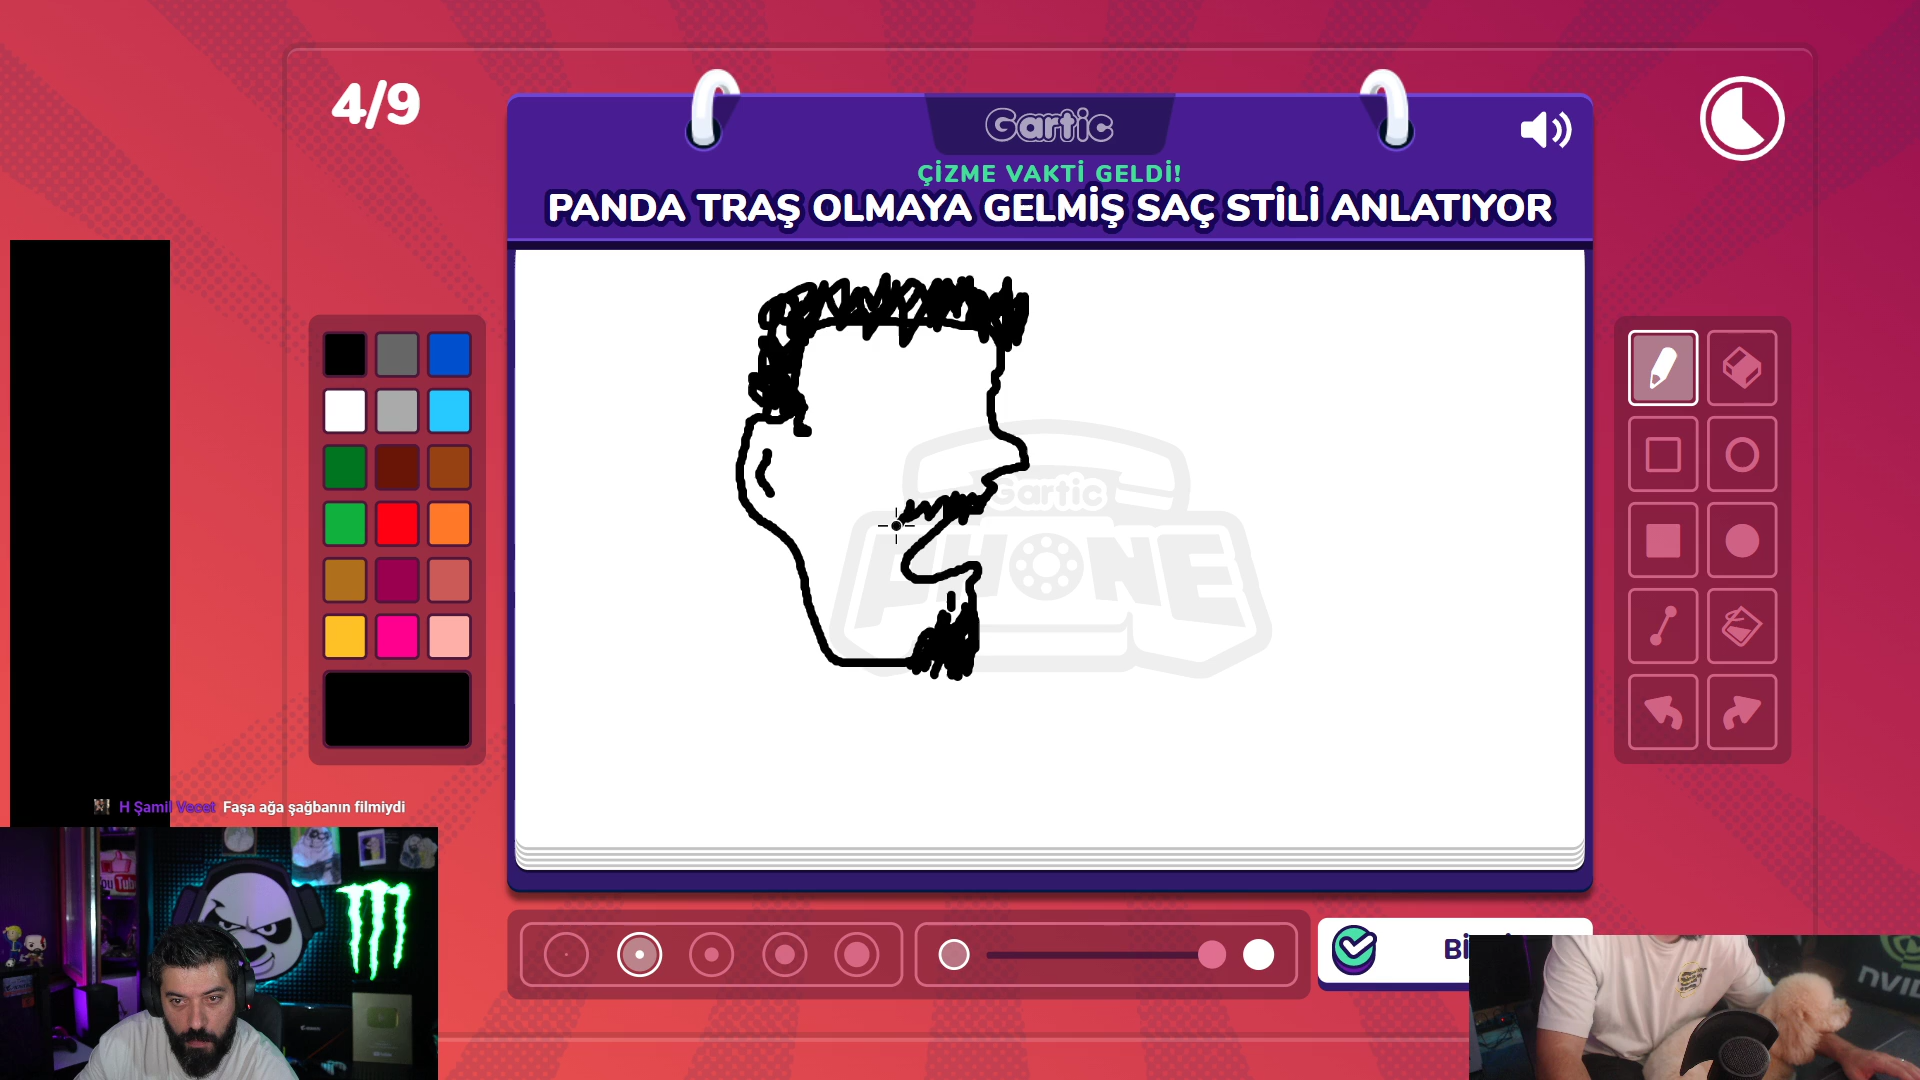 4/9
Gartic
ÇİZME VAKTİ GELDİ!
PANDA TRAŞ OLMAYA GELMİŞ SAÇ STİLİ ANLATIYOR
Gartic
PHONE
H Şamil Vecet Faşa ağa şağbanın filmiydi